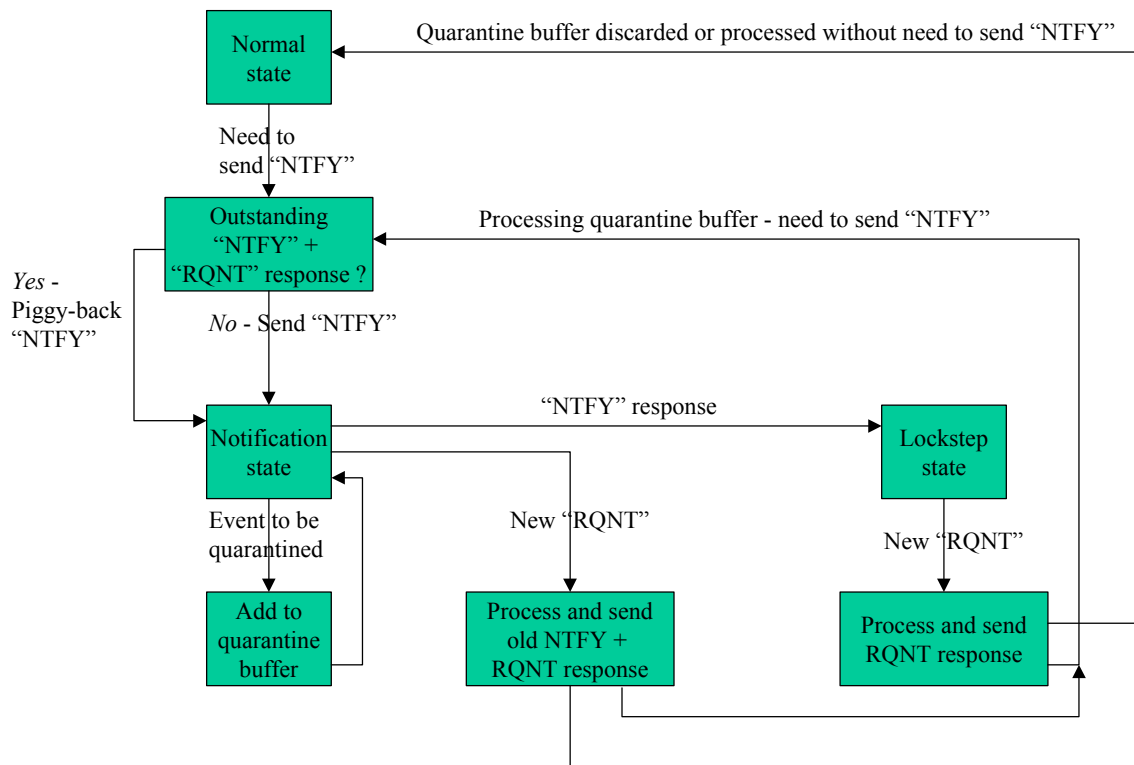 Quarantine buffer discarded or processed without need to send “NTFY”
Normal
state
Need to
send “NTFY”
Outstanding
“NTFY” +
“RQNT” response ?
Processing quarantine buffer - need to send “NTFY”
Yes -
Piggy-back
“NTFY”
No - Send “NTFY”
“NTFY” response
Notification
state
Lockstep
state
Event to be
quarantined
New “RQNT”
New “RQNT”
Add to
quarantine
buffer
Process and send
old NTFY +
RQNT response
Process and send
RQNT response